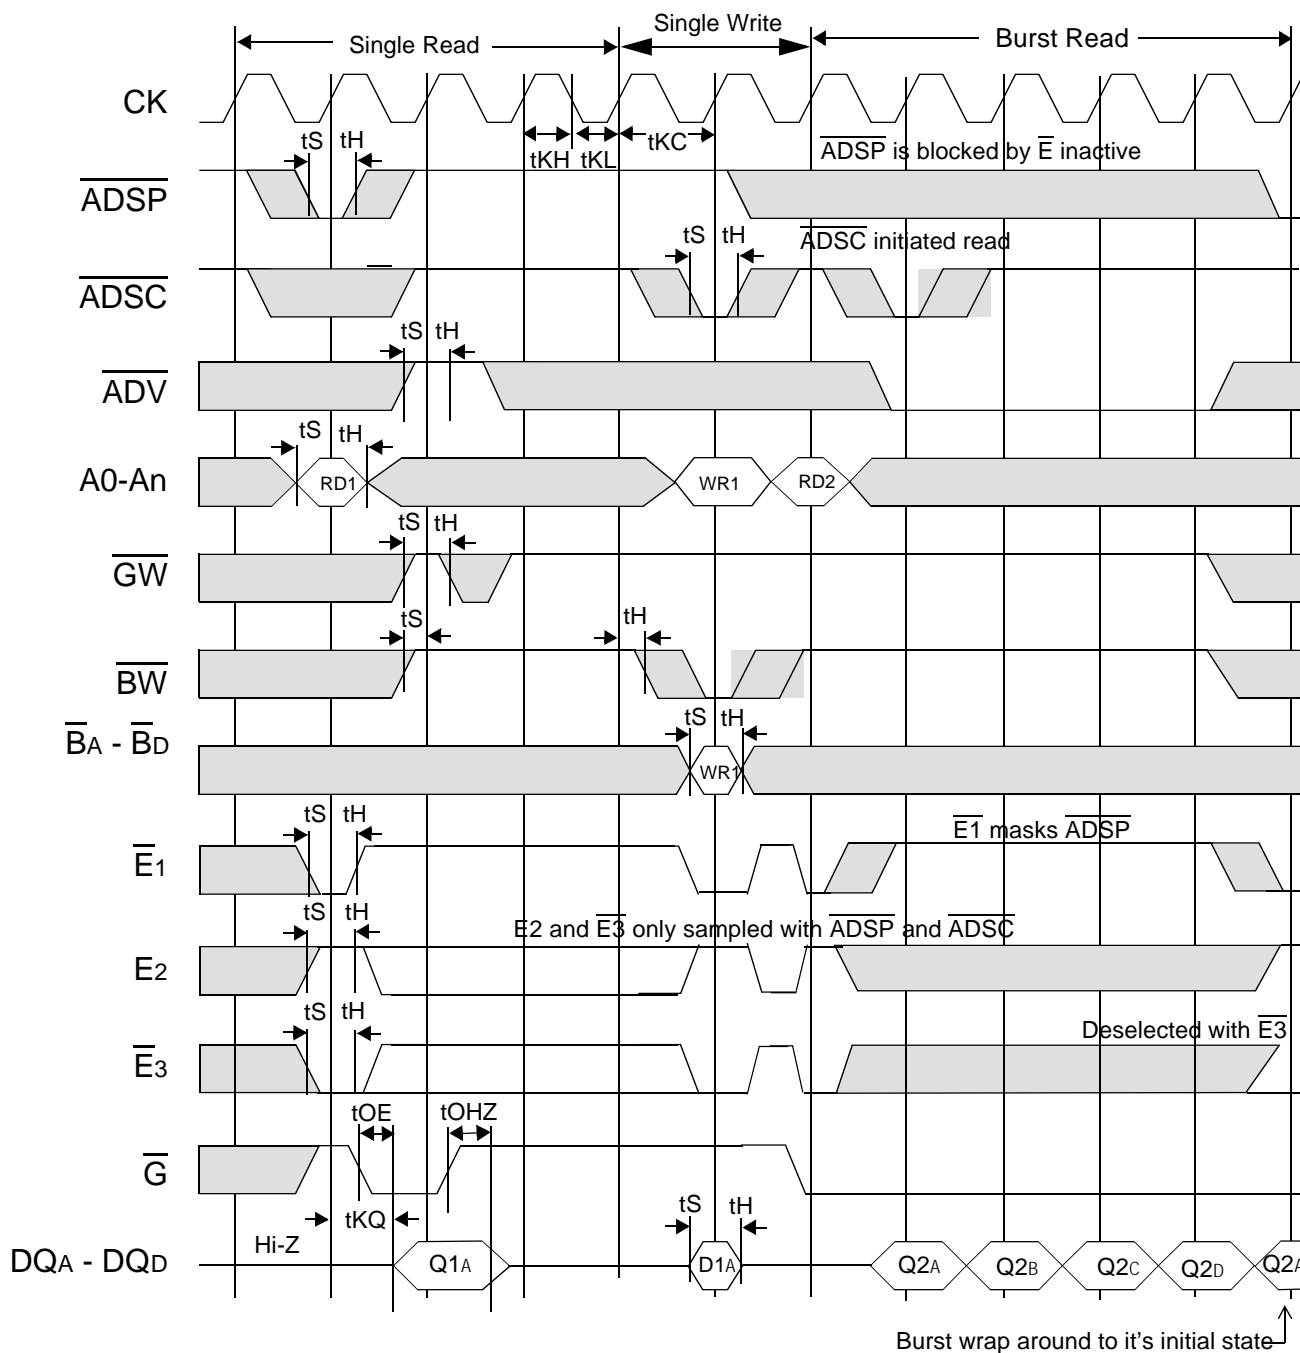 Single Read
Single Write
Burst Read
CK
tS tH
tKH tKL
tKC
ADSP is blocked by E inactive
ADSP
tS tH
ADSC initiated read
ADSC
tS tH
ADV
tS tH
A0-An
RD1
WR1
RD2
tS tH
GW
tS
tH
BW
tS tH
BA - BD
WR1
tS tH
E1 masks ADSP
E1
tS tH
E2 and E3 only sampled with ADSP and ADSC
E2
tS tH
Deselected with E3
E3
tOE
tOHZ
G
tKQ
tS tH
Hi-Z
DQA - DQD
Q1A
D1A
Q2A
Q2B
Q2C
Q2D
Q2A
Burst wrap around to it's initial state